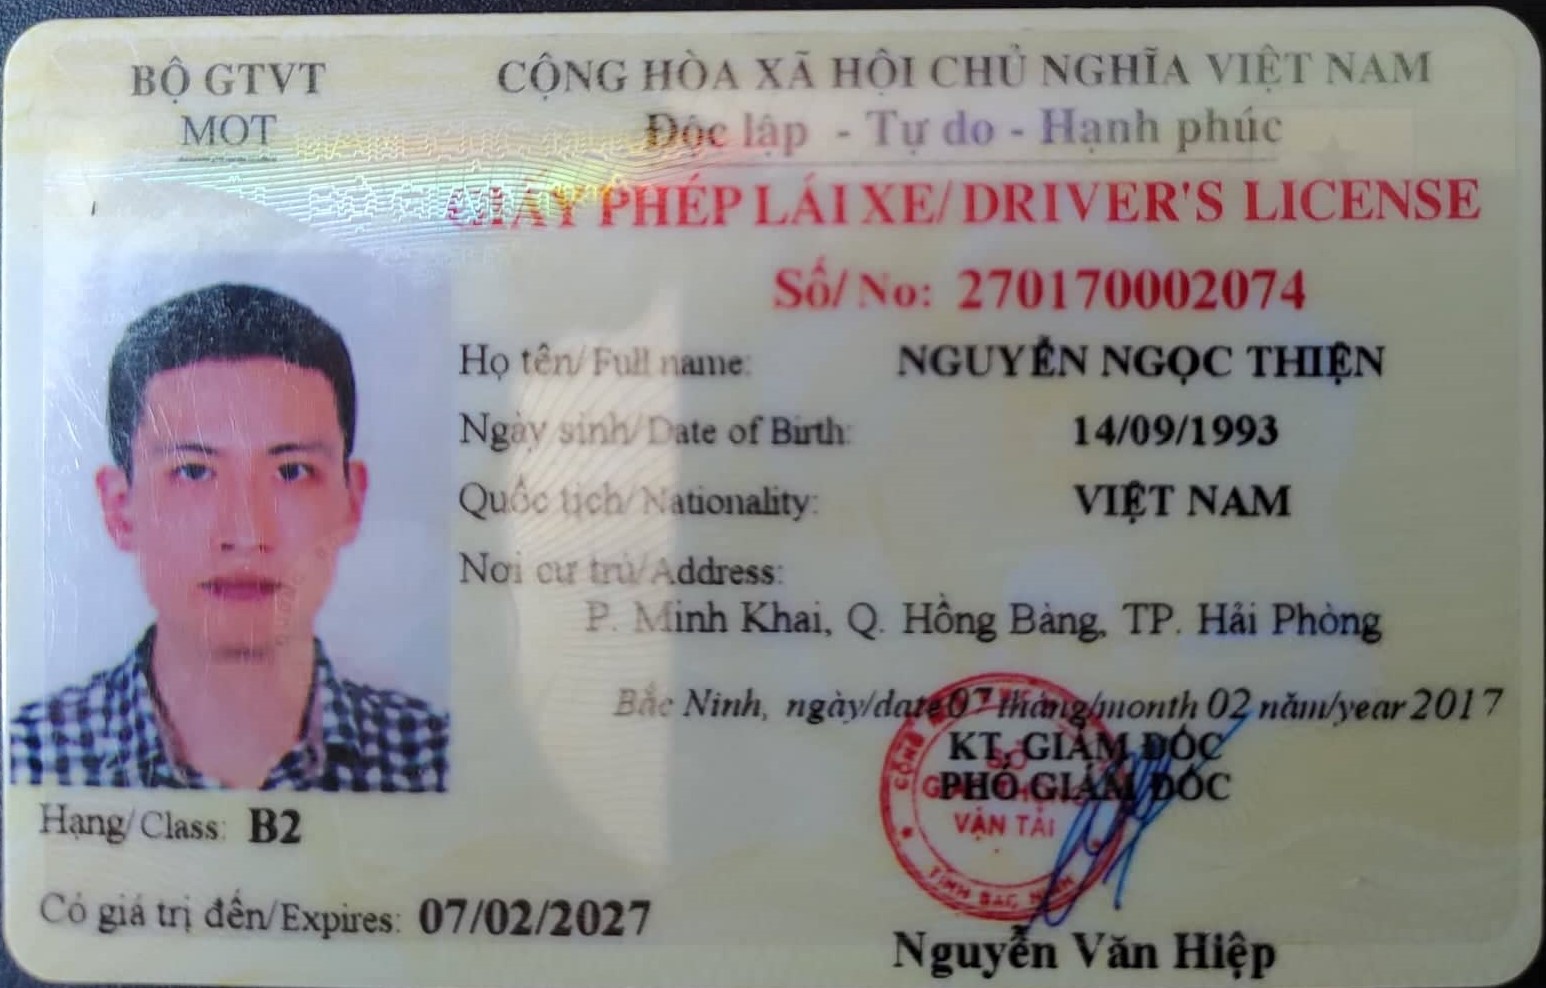 BỘ GTVT
MOT
CỘNG HÒA XÃ HỘI CHỦ NGHĨA VIỆT NAM
Độc lập - Tự do - Hạnh phúc
GIẤY PHÉP LÁI XE/ DRIVER'S LICENSE
Số/ No: 270170002074
Họ tên/ Full name: NGUYỄN NGỌC THIỆN
Ngày sinh/Date of Birth: 14/09/1993
Quốc tịch/Nationality: VIỆT NAM
Nơi cư trú/Address:
P. Minh Khai, Q. Hồng Bàng, TP. Hải Phòng
Bắc Ninh, ngày/date 07 tháng/month 02 năm/year 2017
KT, GIÁM ĐỐC
PHÓ GIÁM ĐỐC
SỞ
VẬN TẢI
TỈNH BẮC NINH
Hạng/Class: B2
Có giá trị đến/Expires: 07/02/2027
Nguyễn Văn Hiệp